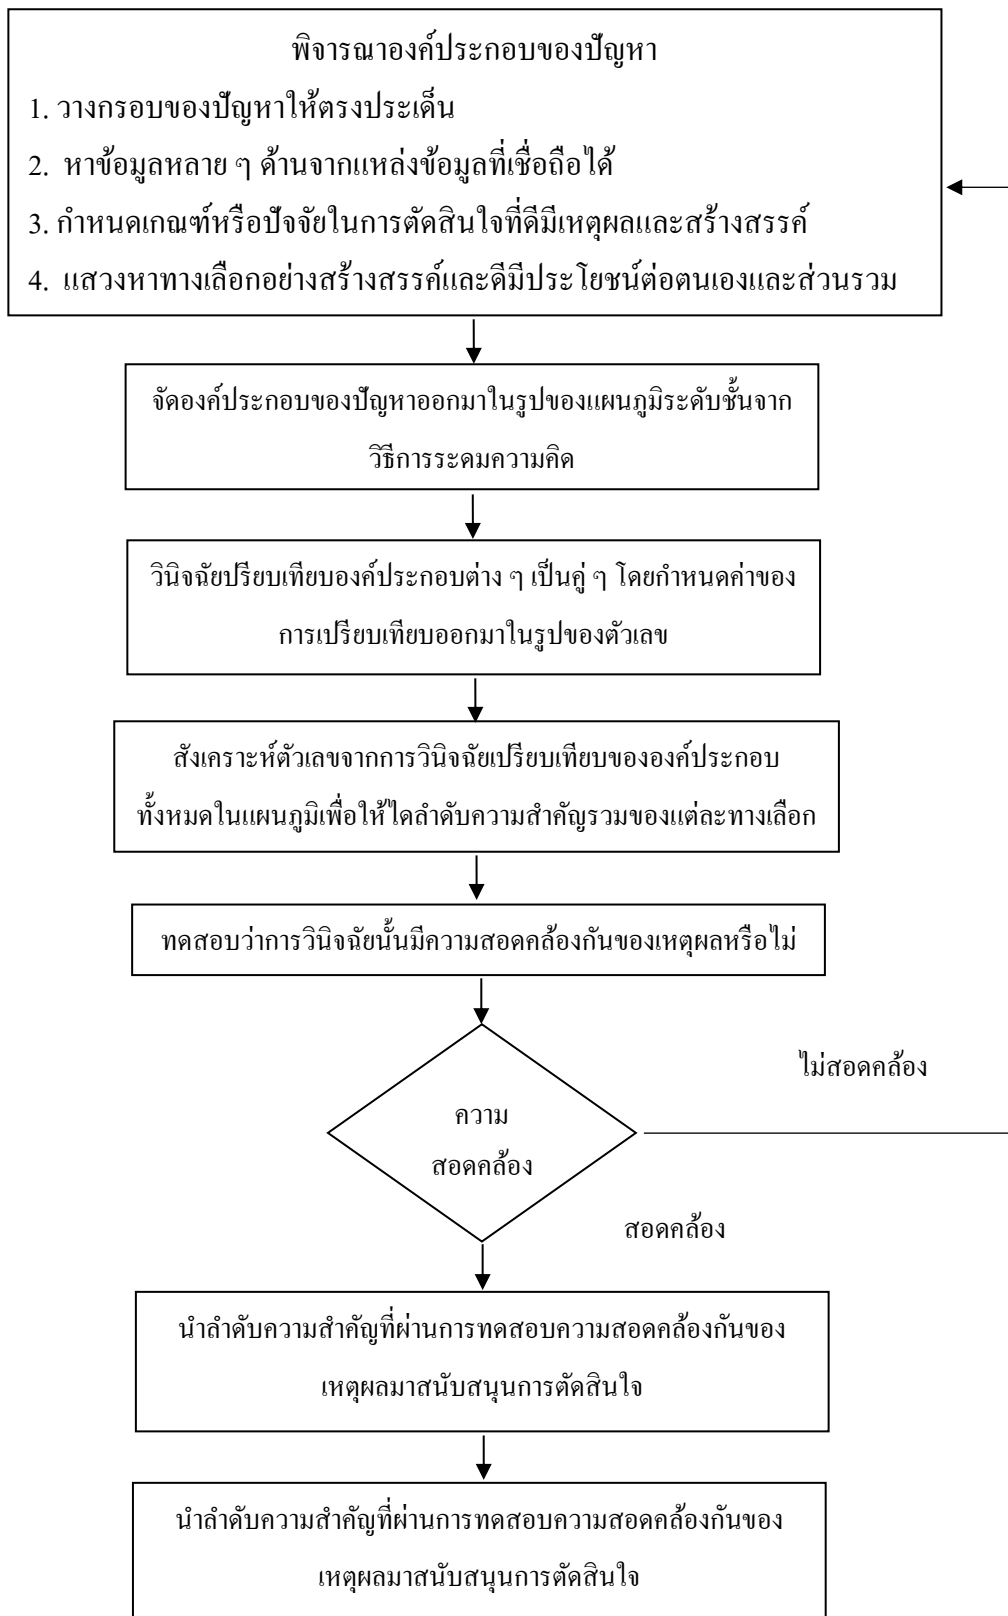 พิจารณาองค์ประกอบของปัญหา
1. วางกรอบของปัญหาให้ตรงประเด็น
2. หาข้อมูลหลาย ๆ ด้านจากแหล่งข้อมูลที่เชื่อถือได้
3. กำหนดเกณฑ์หรือปัจจัยในการตัดสินใจที่ดีมีเหตุผลและสร้างสรรค์
4. แสวงหาทางเลือกอย่างสร้างสรรค์และดีมีประโยชน์ต่อตนเองและส่วนรวม
จัดองค์ประกอบของปัญหาออกมาในรูปของแผนภูมิระดับชั้นจาก
วิธีการระดมความคิด
วินิจฉัยปรียบเทียบองค์ประกอบต่าง ๆ เป็นคู่ ๆ โดยกำหนดค่าของ
การเปรียบเทียบออกมาในรูปของตัวเลข
สังเคราะห์ตัวเลขจากการวินิจฉัยเปรียบเทียบขององค์ประกอบ
ทั้งหมดในแผนภูมิเพื่อให้ไดลำดับความสำคัญรวมของแต่ละทางเลือก
ทดสอบว่าการวินิจฉัยนั้นมีความสอดคล้องกันของเหตุผลหรือไม่
ไม่สอดคล้อง
ความ
สอดคล้อง
สอดคล้อง
นำลำดับความสำคัญที่ผ่านการทดสอบความสอดคล้องกันของ
เหตุผลมาสนับสนุนการตัดสินใจ
นำลำดับความสำคัญที่ผ่านการทดสอบความสอดคล้องกันของ
เหตุผลมาสนับสนุนการตัดสินใจ